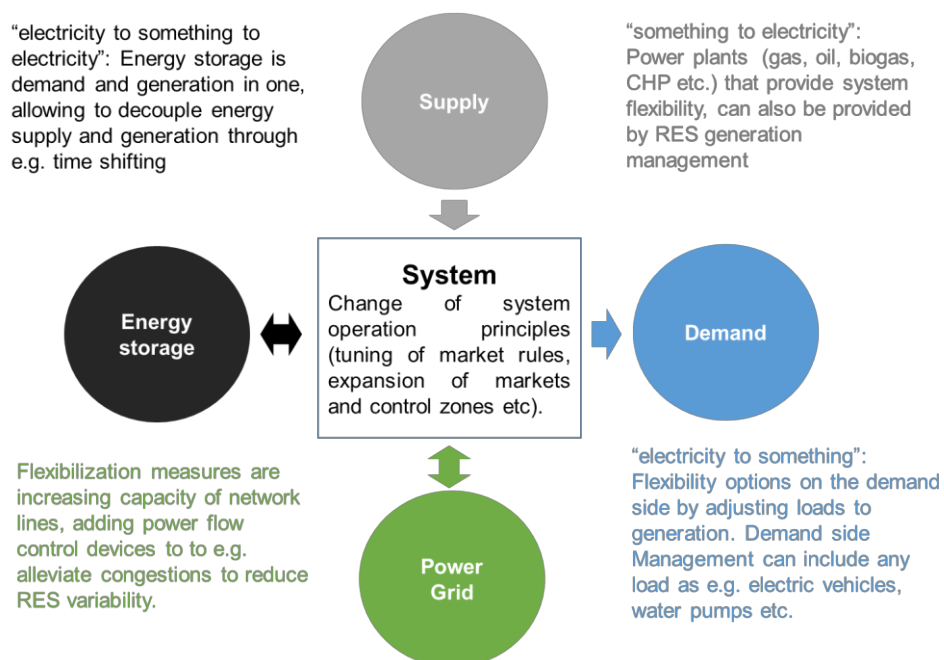 “electricity to something to
electricity”: Energy storage is
demand and generation in one,
allowing to decouple energy
supply and generation through
e.g. time shifting
Supply
“something to electricity”:
Power plants (gas, oil, biogas,
CHP etc.) that provide system
flexibility, can also be provided
by RES generation
management
Energy
storage
System
Change of system
operation principles
(tuning of market rules,
expansion of markets
and control zones etc).
Demand
Flexibilization measures are
increasing capacity of network
lines, adding power flow
control devices to to e.g.
alleviate congestions to reduce
RES variability.
Power
Grid
“electricity to something”:
Flexibility options on the demand
side by adjusting loads to
generation. Demand side
Management can include any
load as e.g. electric vehicles,
water pumps etc.